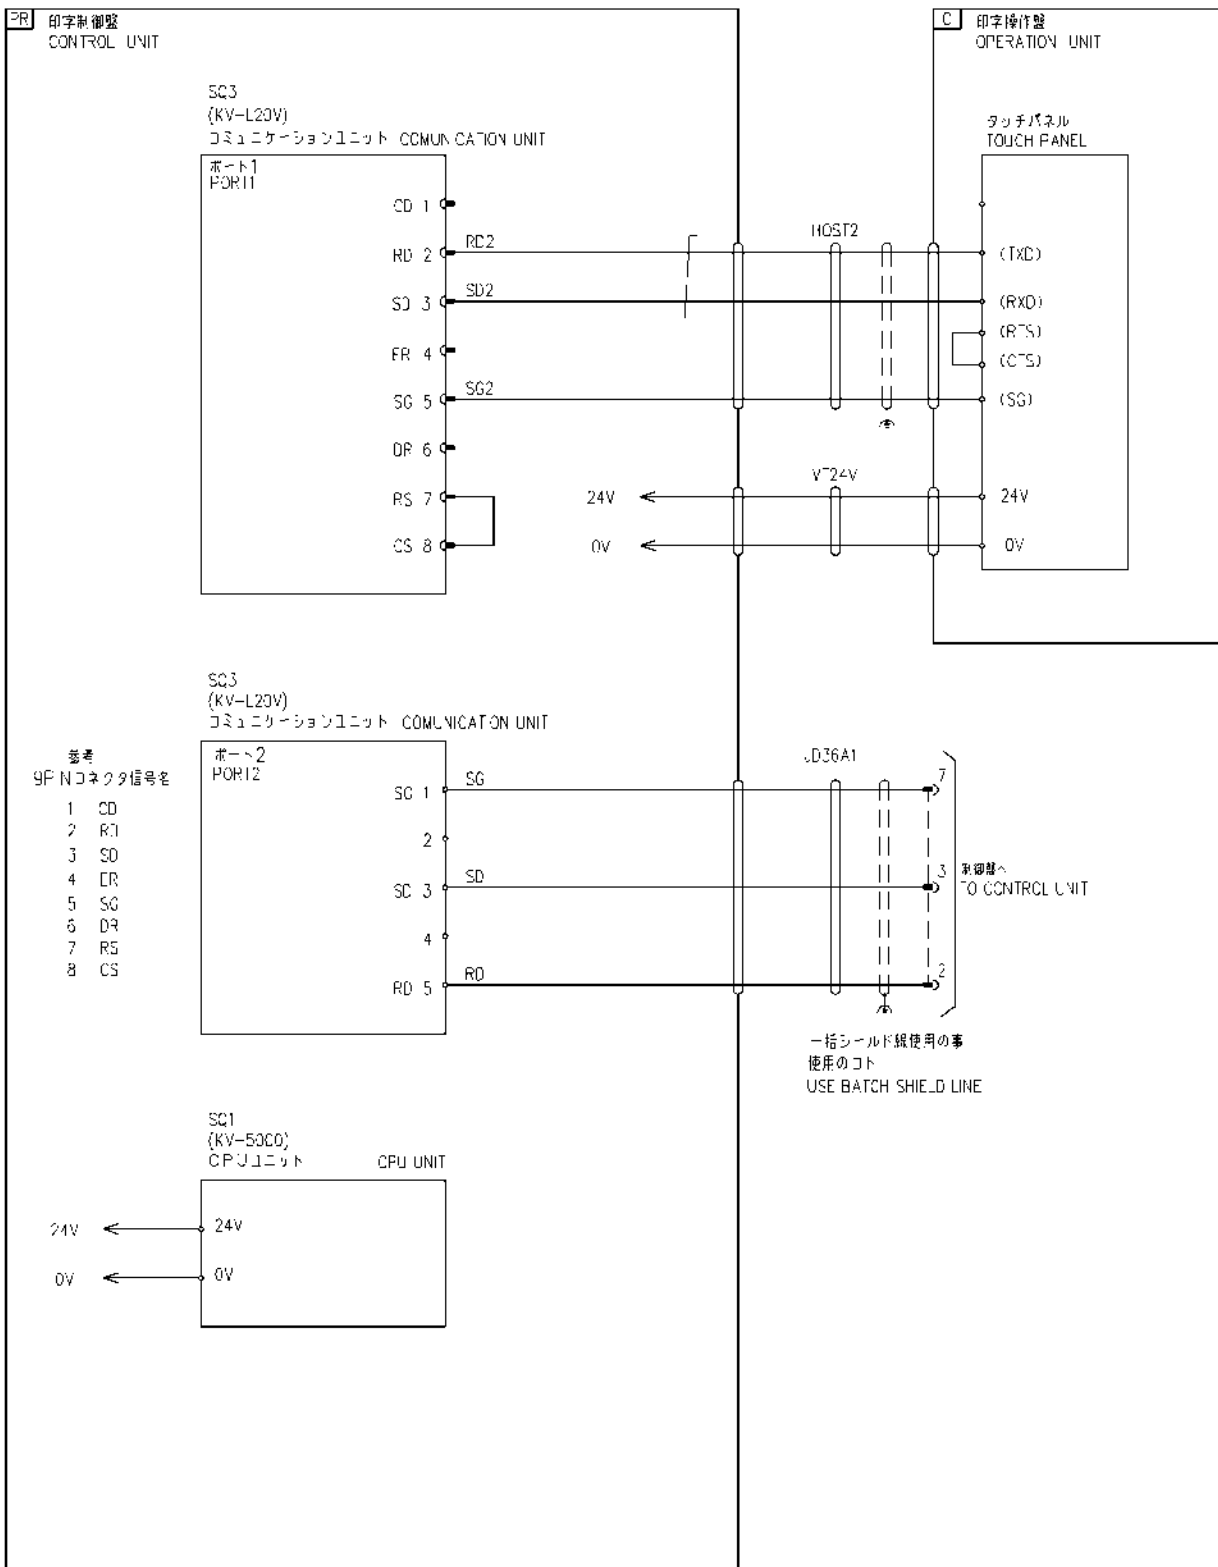 PR
印字制御盤
CONTROL UNIT
SQ3
(KV-L20V)
コミュニケーションユニット COMUNICATION UNIT
ポート1
PORT1
CD 1
RD 2
SD 3
ER 4
SG 5
DR 6
RS 7
CS 8
RD2
SD2
SG2
HOST2
24V
0V
C
印字操作盤
OPERATION UNIT
タッチパネル
TOUCH PANEL
(TXD)
(RXD)
(RTS)
(CTS)
(SG)
24V
0V
SQ3
(KV-L20V)
コミュニケーションユニット COMUNICATION UNIT
ポート2
PORT2
SG 1
2
SD 3
4
RD 5
SG
SD
RD
参考
9PINコネクタ信号名
1 CD
2 RD
3 SD
4 ER
5 SG
6 DR
7 RS
8 CS
JD36A1
7
3
2
制御盤へ
TO CONTROL UNIT
一括シールド線使用の事
使用のコト
USE BATCH SHIELD LINE
SQ1
(KV-5000)
CPUユニット CPU UNIT
24V
0V
24V
0V